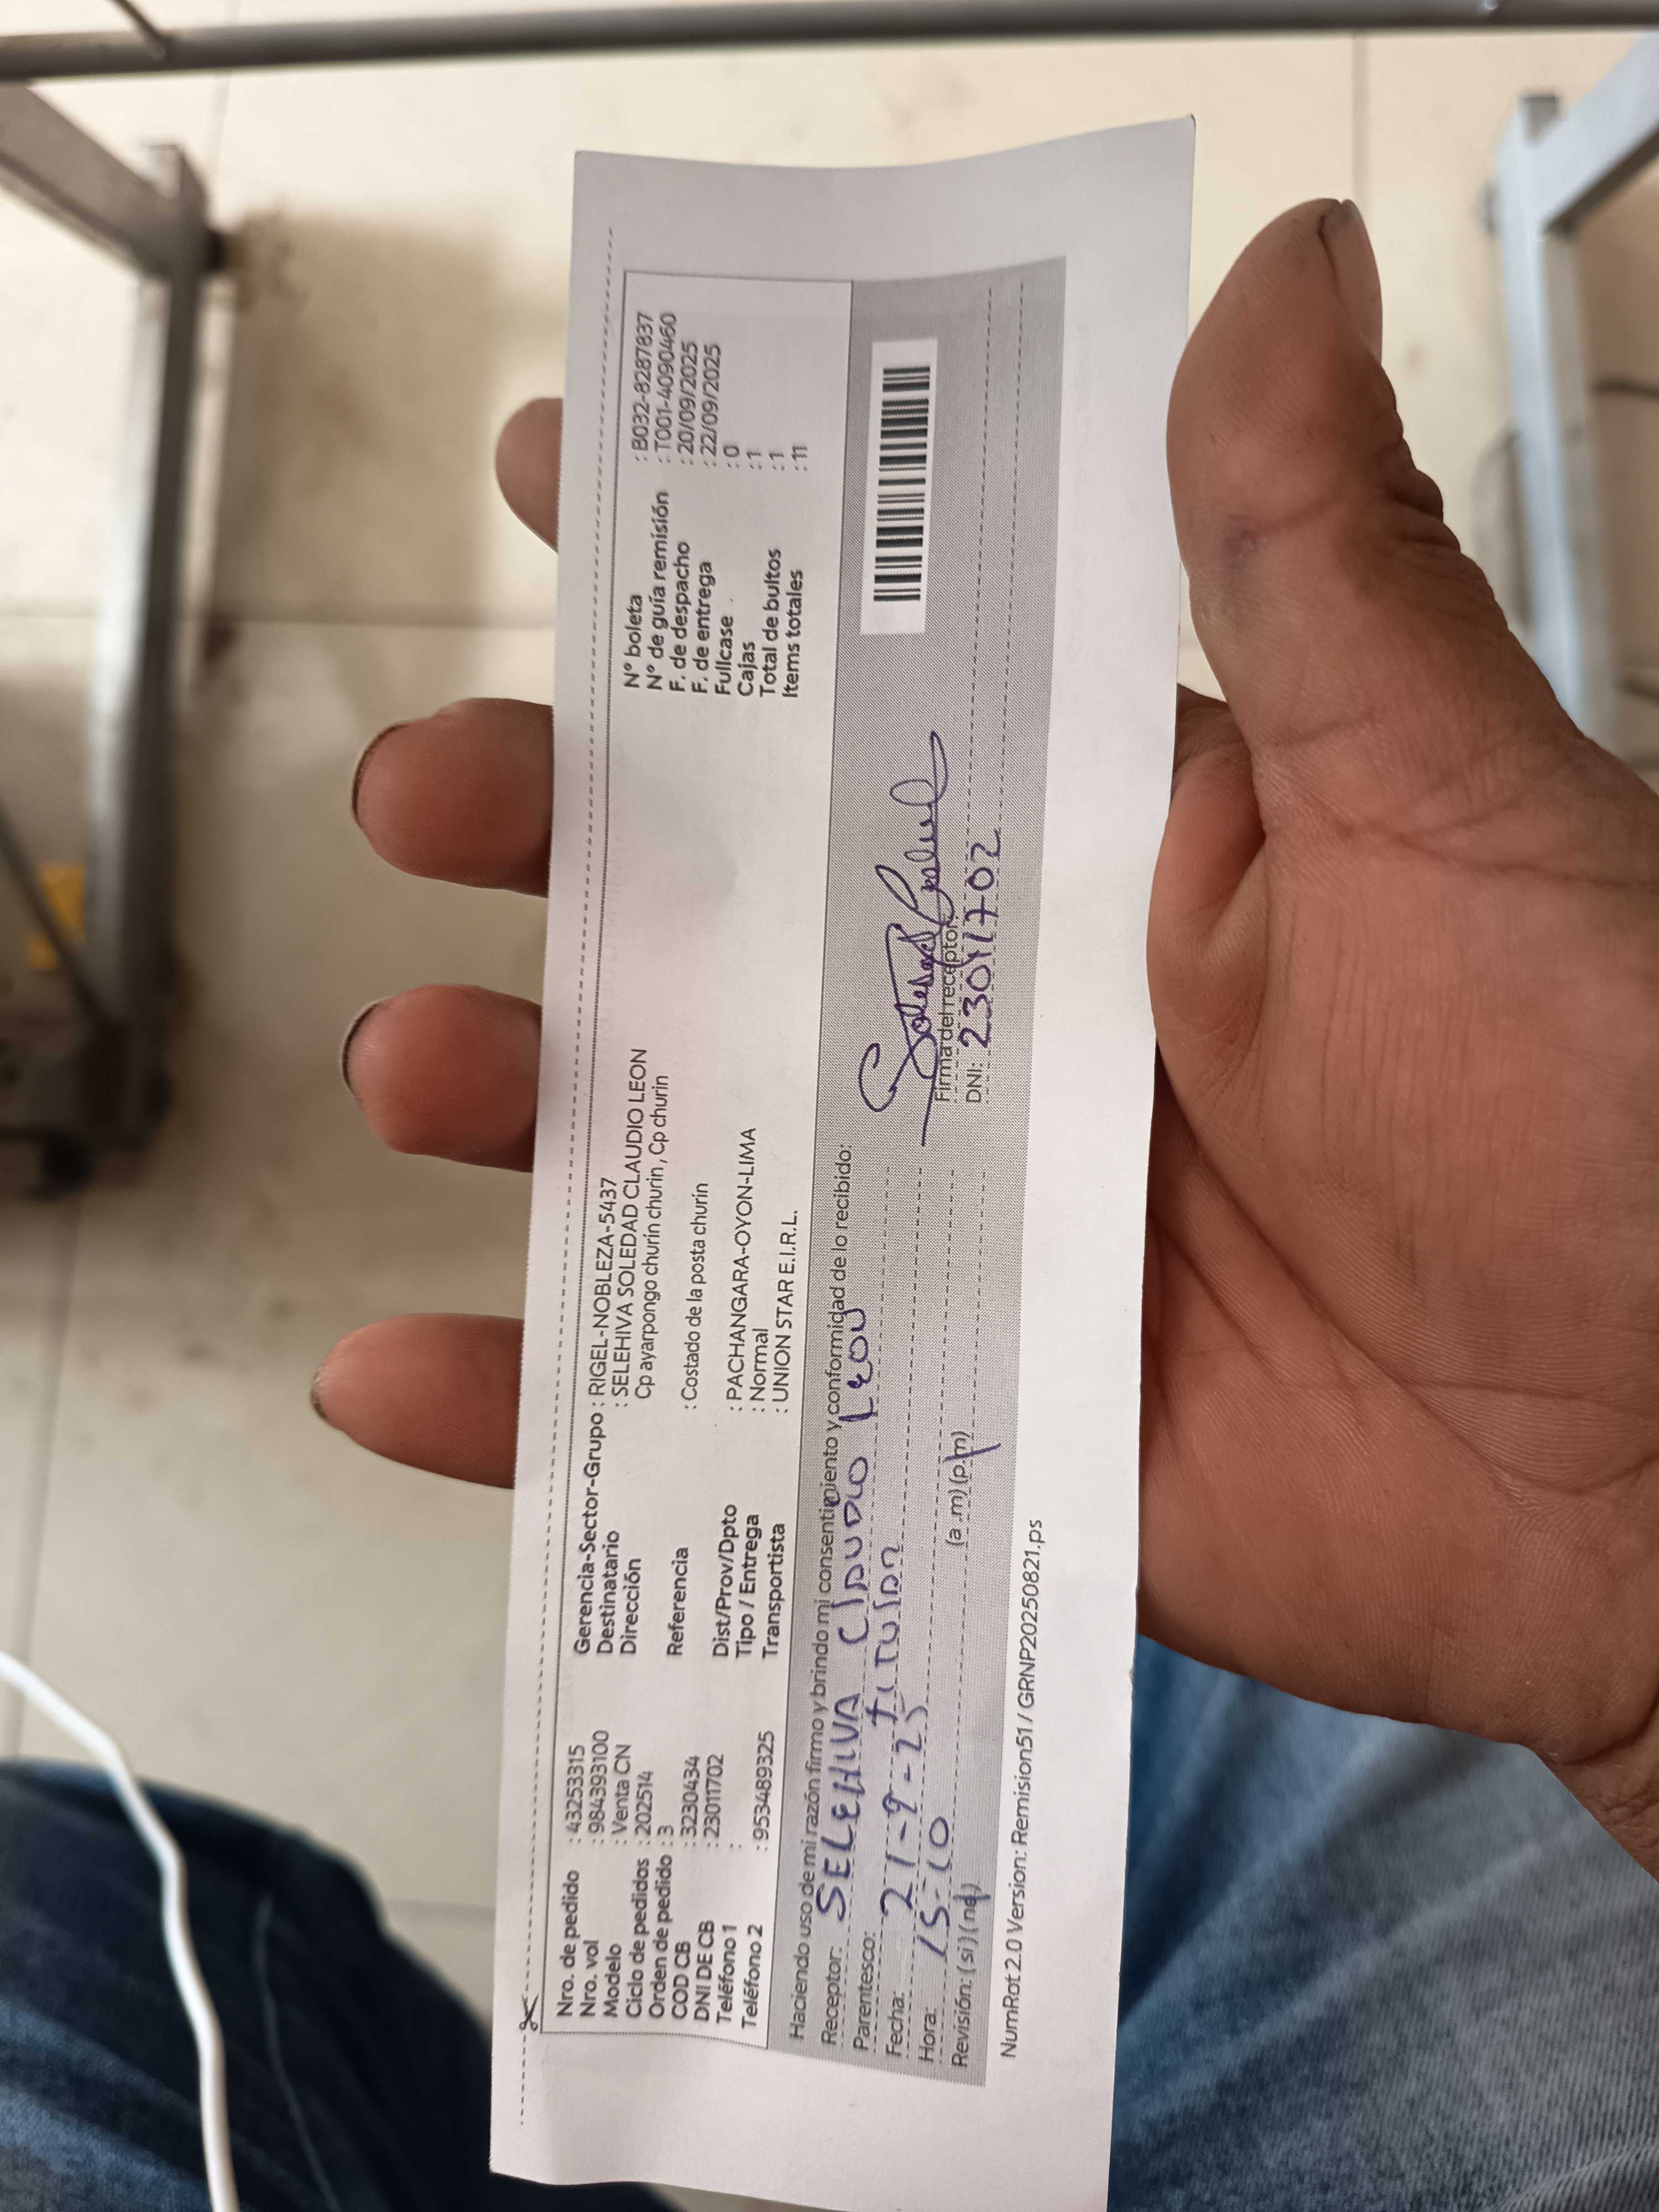 Nro. de pedido : 43253315
Nro. vol : 9843931​00
Modelo : Venta CN
Ciclo de pedidos : 202514
Orden de pedido : 3
COD CB : 3230434
DNI DE CB : 23011702
Teléfono 1 :
Teléfono 2 : 953489325
Gerencia-Sector-Grupo : RIGEL-NOBLEZA-5437
Destinatario : SELEHIVA SOLEDAD CLAUDIO LEON
Dirección Cp ayarpongo churin churin , Cp churin
Referencia : Costado de la posta churin
Dist/Prov/Dpto : PACHANGARA-OYON-LIMA
Tipo / Entrega : Normal
Transportista : UNION STAR E.I.R.L.
N° boleta : B032-8287837
N° de guía remisión : T001-4090460
F. de despacho : 20/09/2025
F. de entrega : 22/09/2025
Fullcase : 0
Cajas : 1
Total de bultos : 1
Items totales : 11
Haciendo uso de mi razón firmo y brindo mi consentimiento y conformidad de lo recibido:
Receptor: SELEHIVA CLAUDIO LEON
Parentesco: TITULAR
Fecha: 21-9-25
Hora: 15-10 (a .m) (p.m)
Revisión: ( si ) ( no )
Firma del receptor
DNI: 23011702
NumRot 2.0 Version: Remision51 / GRNP20250821.ps